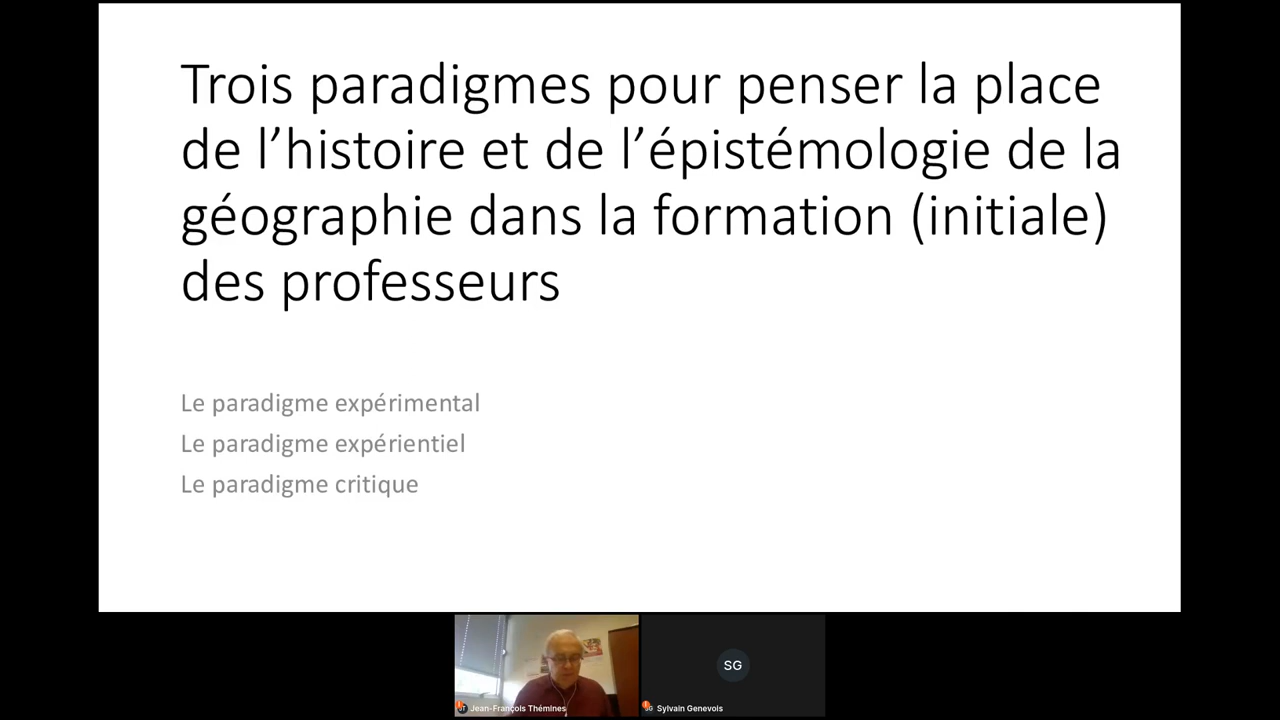 Trois paradigmes pour penser la place
de l’histoire et de l’épistémologie de la
géographie dans la formation (initiale)
des professeurs
Le paradigme expérimental
Le paradigme expérientiel
Le paradigme critique
SG
Jean-François Thémines
Sylvain Genevois